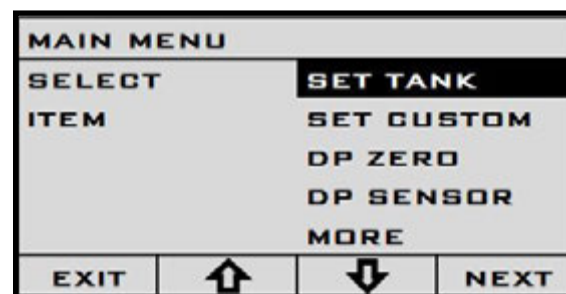 MAIN MENU
SELECT SET TANK
ITEM SET CUSTOM
DP ZERO
DP SENSOR
MORE
EXIT NEXT